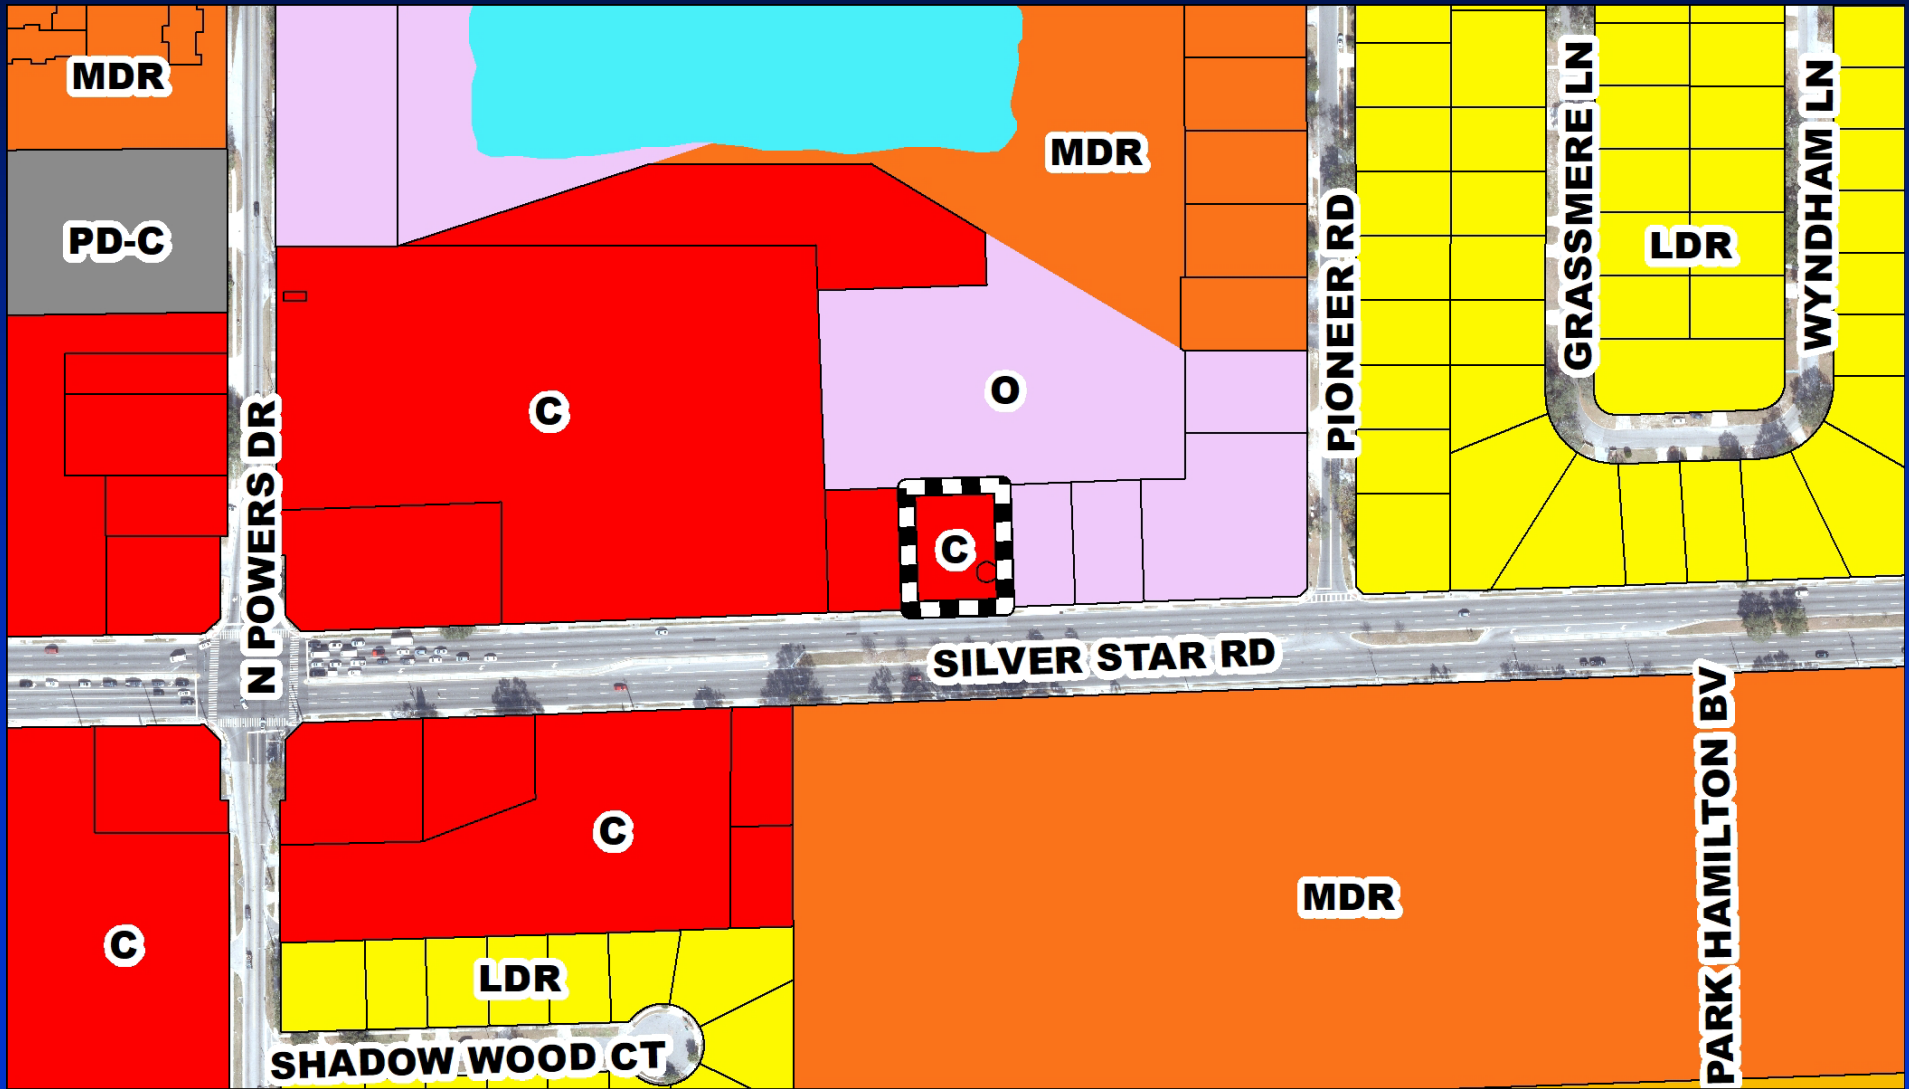 MDR
PD-C
N POWERS DR
C
MDR
O
C
PIONEER RD
GRASSMERE LN
LDR
WYNDHAM LN
SILVER STAR RD
C
C
LDR
SHADOW WOOD CT
MDR
PARK HAMILTON BV